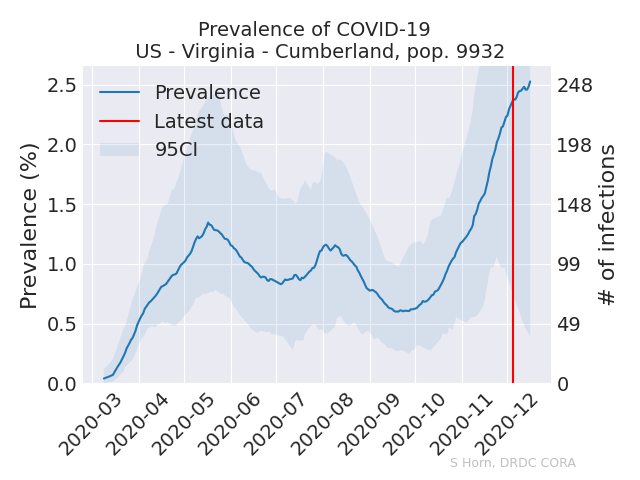 Prevalence of COVID-19
US - Virginia - Cumberland, pop. 9932
Prevalence
Latest data
95CI
Prevalence (%)
2.5
2.0
1.5
1.0
0.5
0.0
# of infections
248
198
148
99
49
0
2020-03
2020-04
2020-05
2020-06
2020-07
2020-08
2020-09
2020-10
2020-11
2020-12
S Horn, DRDC CORA